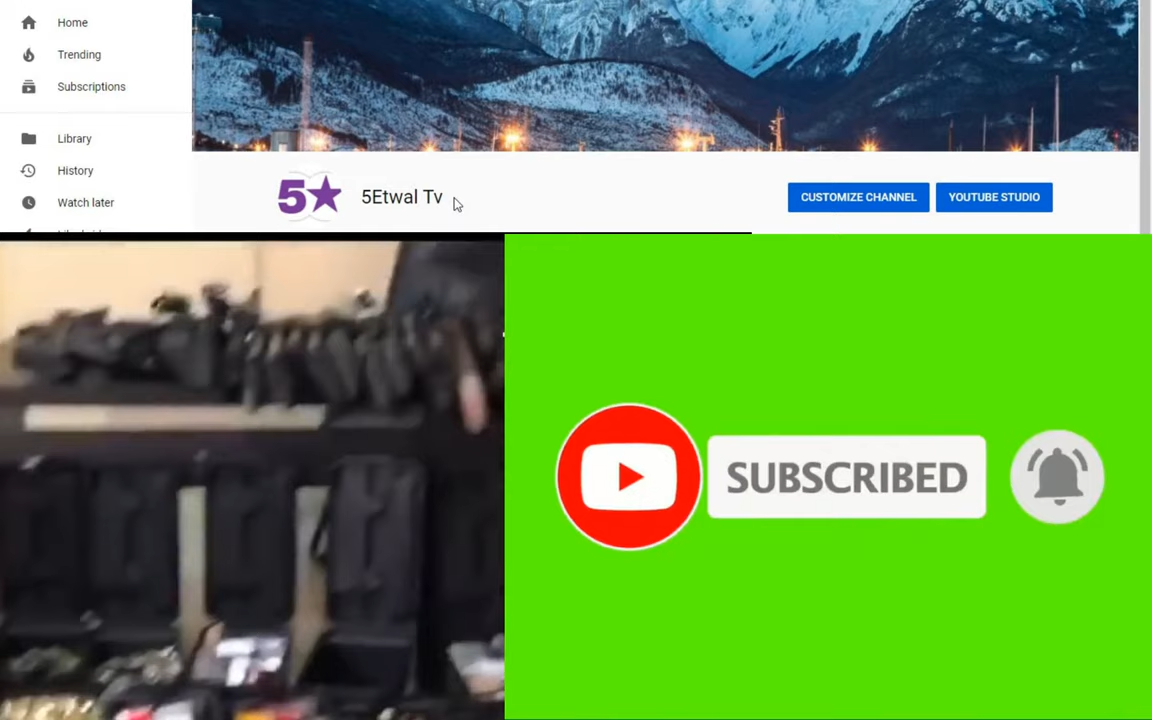 Home
Trending
Subscriptions
Library
History
Watch later
5★ 5Etwal Tv
CUSTOMIZE CHANNEL
YOUTUBE STUDIO
SUBSCRIBED